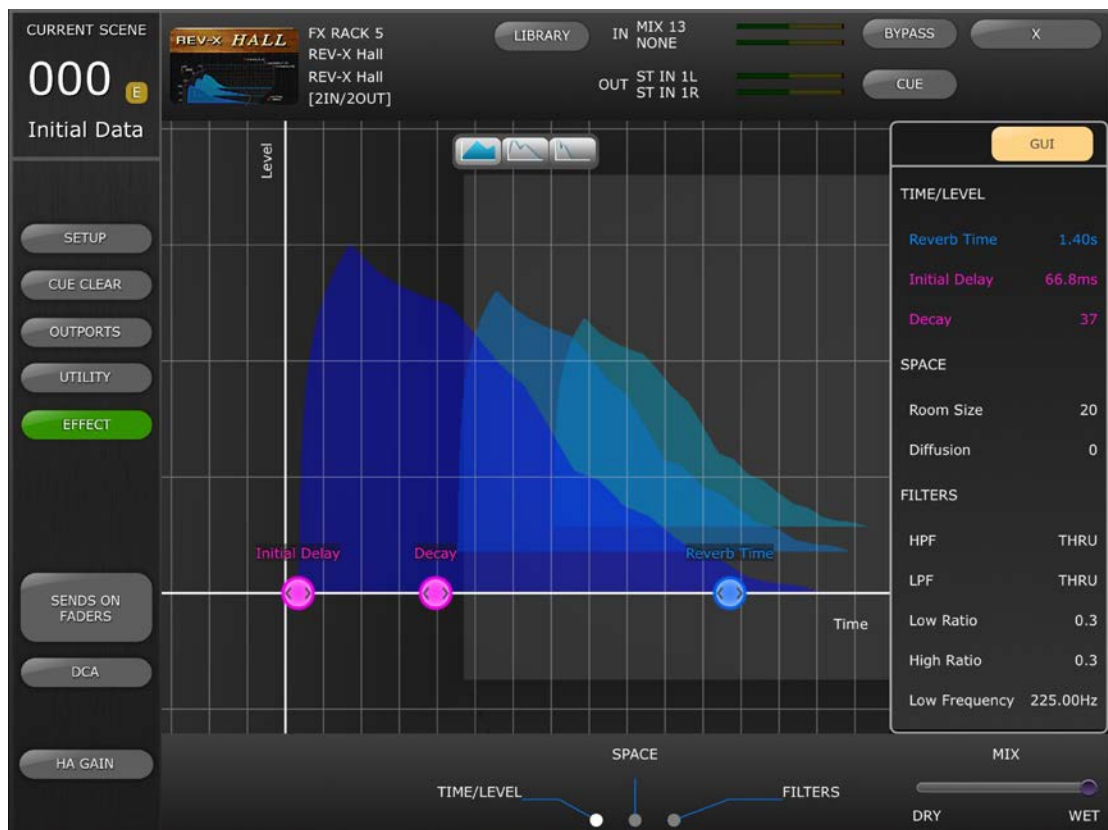 CURRENT SCENE
000 E
Initial Data
SETUP
CUE CLEAR
OUTPORTS
UTILITY
EFFECT
SENDS ON
FADERS
DCA
HA GAIN
REV-X HALL
FX RACK 5
REV-X Hall
REV-X Hall
[2IN/2OUT]
LIBRARY
IN MIX 13
NONE
OUT ST IN 1L
ST IN 1R
BYPASS
X
CUE
Level
Initial Delay
Decay
Reverb Time
Time
GUI
TIME/LEVEL
Reverb Time 1.40s
Initial Delay 66.8ms
Decay 37
SPACE
Room Size 20
Diffusion 0
FILTERS
HPF THRU
LPF THRU
Low Ratio 0.3
High Ratio 0.3
Low Frequency 225.00Hz
SPACE
TIME/LEVEL
FILTERS
MIX
DRY WET